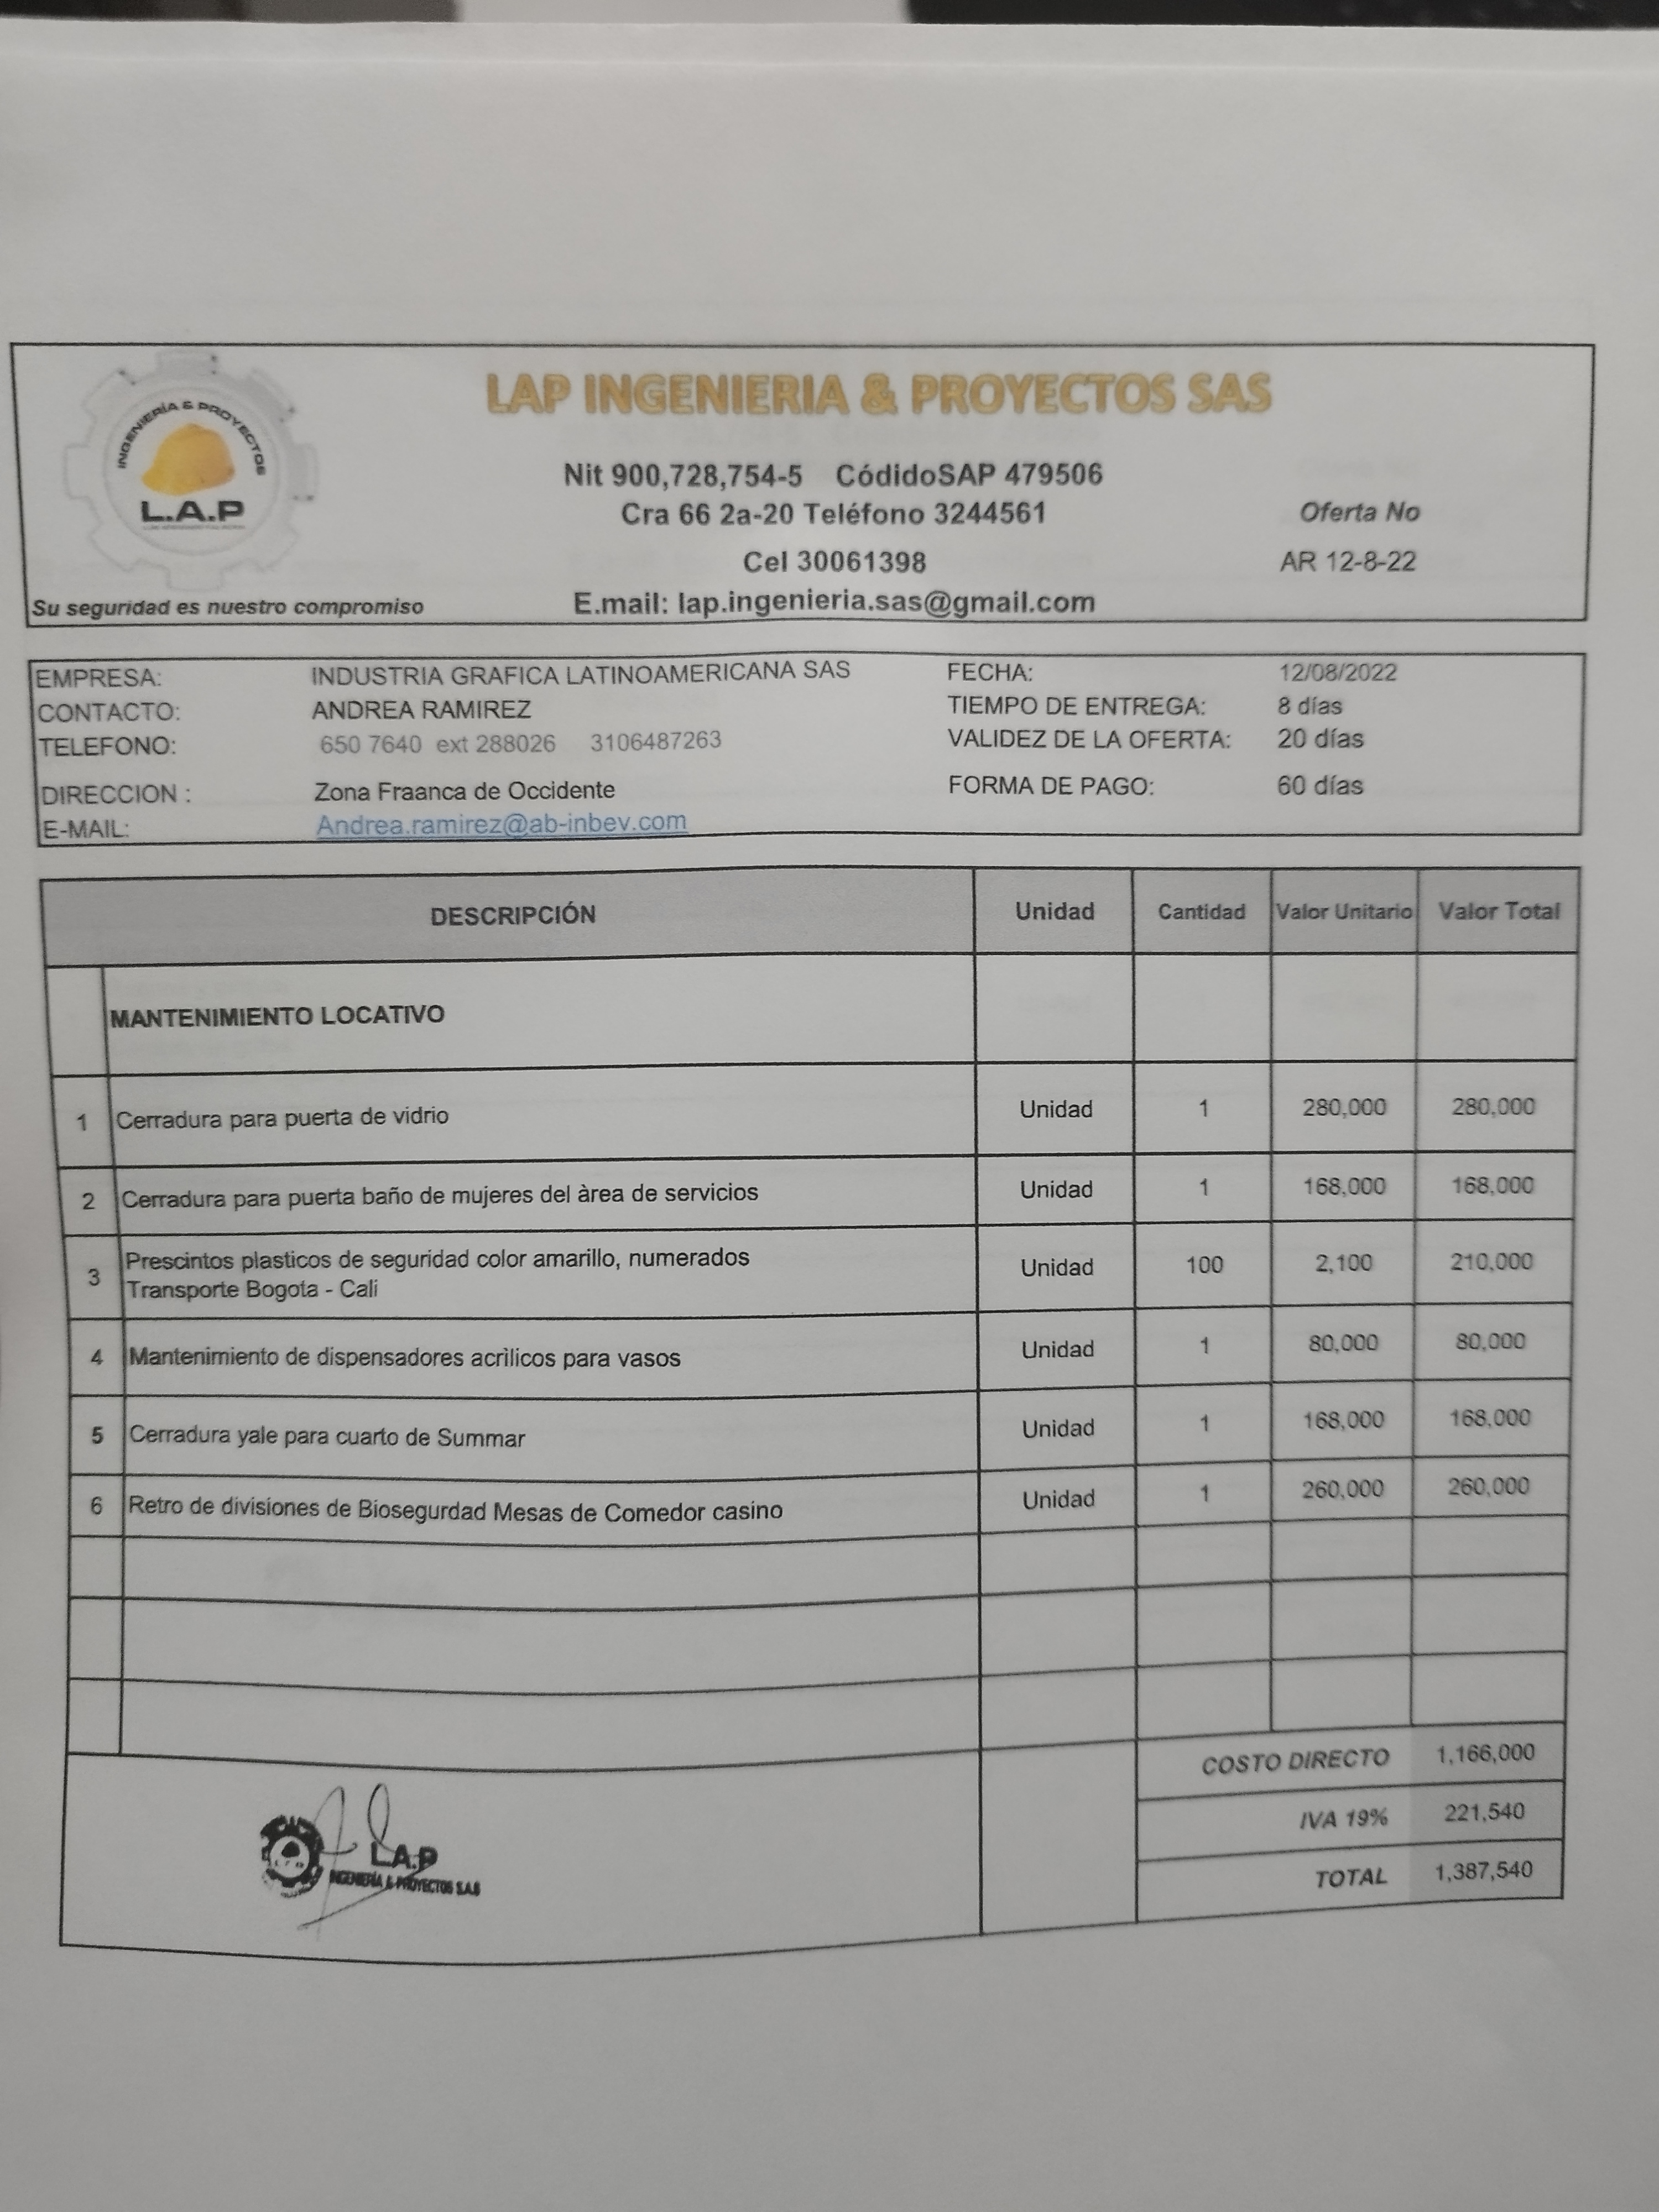 INGENIERÍA & PROYECTOS
L.A.P
Su seguridad es nuestro compromiso
LAP INGENIERIA & PROYECTOS SAS
Nit 900,728,754-5 CódidoSAP 479506
Cra 66 2a-20 Teléfono 3244561
Cel 30061398
E.mail: lap.ingenieria.sas@gmail.com
Oferta No
AR 12-8-22
EMPRESA: INDUSTRIA GRAFICA LATINOAMERICANA SAS FECHA: 12/08/2022
CONTACTO: ANDREA RAMIREZ TIEMPO DE ENTREGA: 8 días
TELEFONO: 650 7640 ext 288026 3106487263 VALIDEZ DE LA OFERTA: 20 días
DIRECCION : Zona Fraanca de Occidente FORMA DE PAGO: 60 días
E-MAIL: Andrea.ramirez@ab-inbev.com
DESCRIPCIÓN Unidad Cantidad Valor Unitario Valor Total
MANTENIMIENTO LOCATIVO
1 Cerradura para puerta de vidrio Unidad 1 280,000 280,000
2 Cerradura para puerta baño de mujeres del àrea de servicios Unidad 1 168,000 168,000
3 Prescintos plasticos de seguridad color amarillo, numerados Unidad 100 2,100 210,000
Transporte Bogota - Cali
4 Mantenimiento de dispensadores acrìlicos para vasos Unidad 1 80,000 80,000
5 Cerradura yale para cuarto de Summar Unidad 1 168,000 168,000
6 Retro de divisiones de Biosegurdad Mesas de Comedor casino Unidad 1 260,000 260,000
COSTO DIRECTO 1,166,000
IVA 19% 221,540
TOTAL 1,387,540
L.A.P
INGENIERÍA & PROYECTOS S.A.S